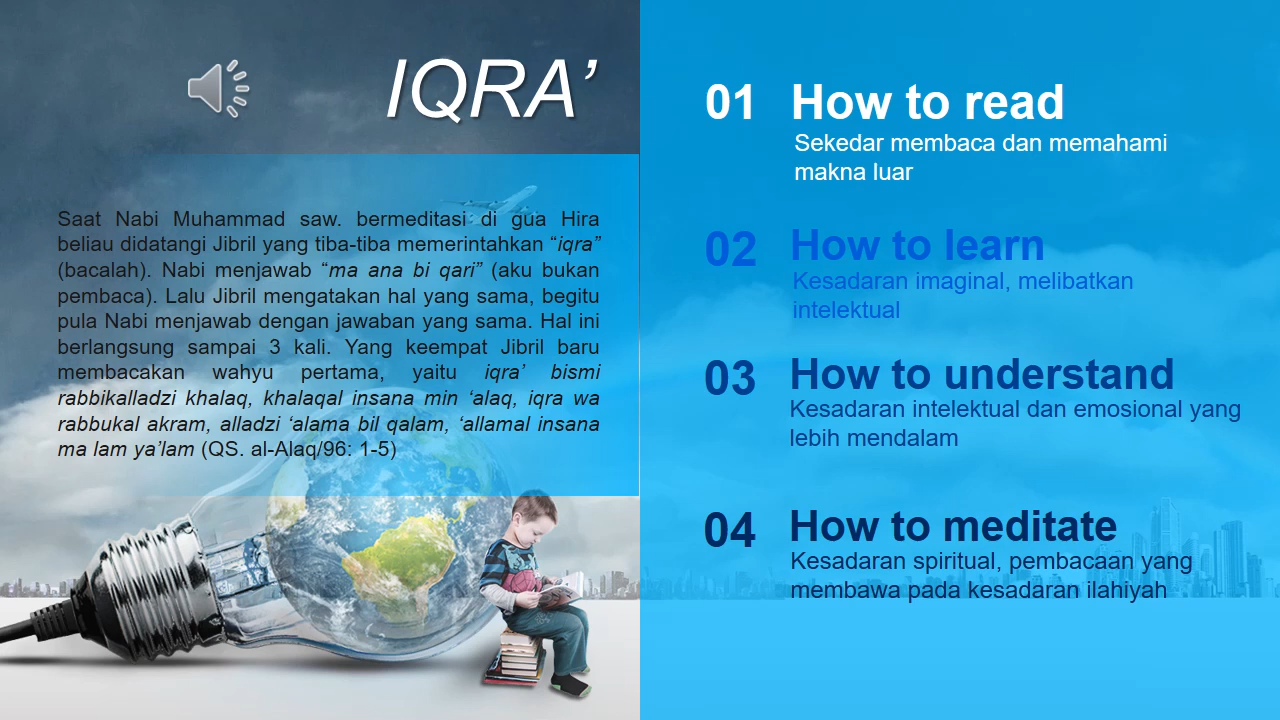 IQRA’
Saat Nabi Muhammad saw. bermeditasi di gua Hira
beliau didatangi Jibril yang tiba-tiba memerintahkan “iqra”
(bacalah). Nabi menjawab “ma ana bi qari” (aku bukan
pembaca). Lalu Jibril mengatakan hal yang sama, begitu
pula Nabi menjawab dengan jawaban yang sama. Hal ini
berlangsung sampai 3 kali. Yang keempat Jibril baru
membacakan wahyu pertama, yaitu iqra’ bismi
rabbikalladzi khalaq, khalaqal insana min ‘alaq, iqra wa
rabbukal akram, alladzi ‘alama bil qalam, ‘allamal insana
ma lam ya’lam (QS. al-Alaq/96: 1-5)
01 How to read
Sekedar membaca dan memahami
makna luar
02 How to learn
Kesadaran imaginal, melibatkan
intelektual
03 How to understand
Kesadaran intelektual dan emosional yang
lebih mendalam
04 How to meditate
Kesadaran spiritual, pembacaan yang
membawa pada kesadaran ilahiyah